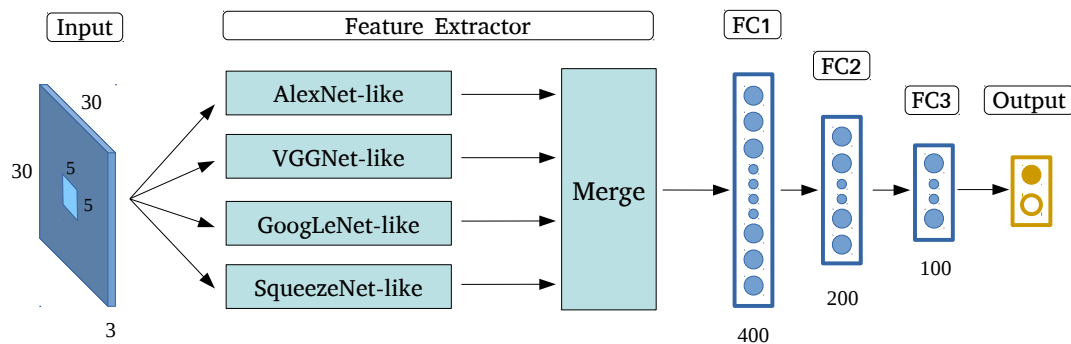 Input
Feature Extractor
FC1
FC2
FC3
Output
30
30
5
5
3
AlexNet-like
VGGNet-like
GoogLeNet-like
SqueezeNet-like
Merge
400
200
100